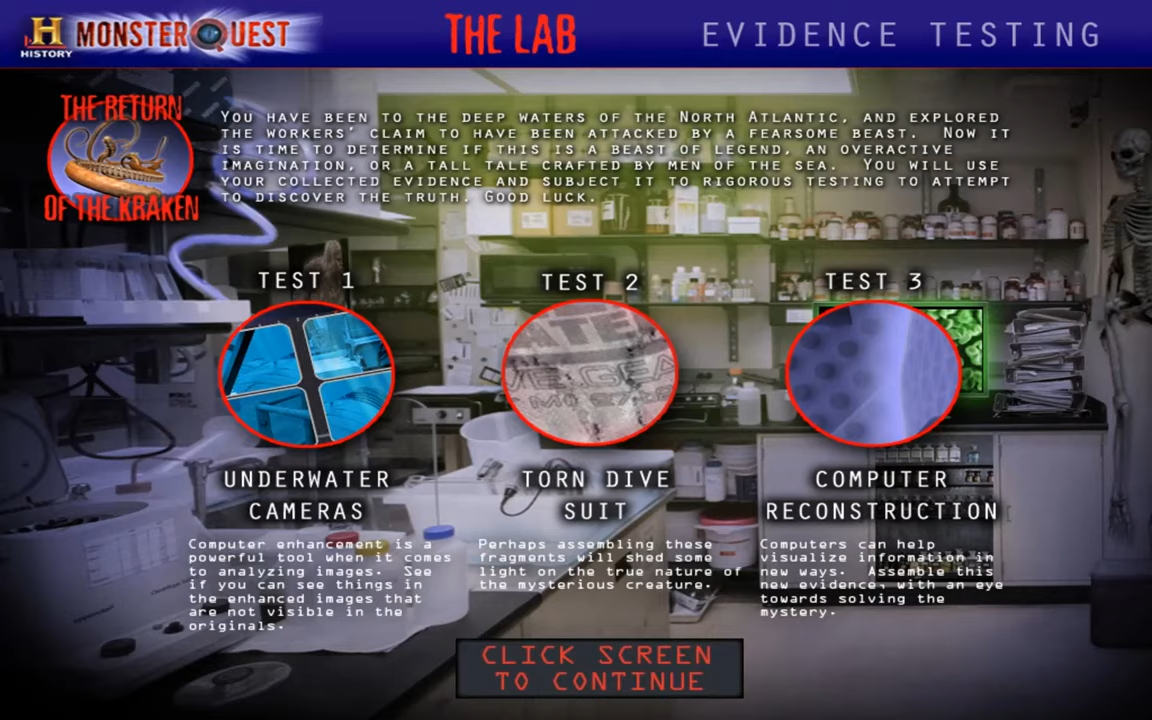 HISTORY
MONSTERQUEST
THE LAB
EVIDENCE TESTING
THE RETURN
OF THE KRAKEN
YOU HAVE BEEN TO THE DEEP WATERS OF THE NORTH ATLANTIC, AND EXPLORED
THE WORKERS' CLAIM TO HAVE BEEN ATTACKED BY A FEARSOME BEAST. NOW IT
IS TIME TO DETERMINE IF THIS IS A BEAST OF LEGEND, AN OVERACTIVE
IMAGINATION, OR A TALL TALE CRAFTED BY MEN OF THE SEA. YOU WILL USE
YOUR COLLECTED EVIDENCE AND SUBJECT IT TO RIGOROUS TESTING TO ATTEMPT
TO DISCOVER THE TRUTH. GOOD LUCK.
TEST 1
UNDERWATER
CAMERAS
Computer enhancement is a
powerful tool when it comes
to analyzing images. See
if you can see things in
the enhanced images that
are not visible in the
originals.
TEST 2
TORN DIVE
SUIT
Perhaps assembling these
fragments will shed some
light on the true nature of
the mysterious creature.
TEST 3
COMPUTER
RECONSTRUCTION
Computers can help
visualize information in
new ways. Assemble this
new evidence, with an eye
towards solving the
mystery.
CLICK SCREEN
TO CONTINUE